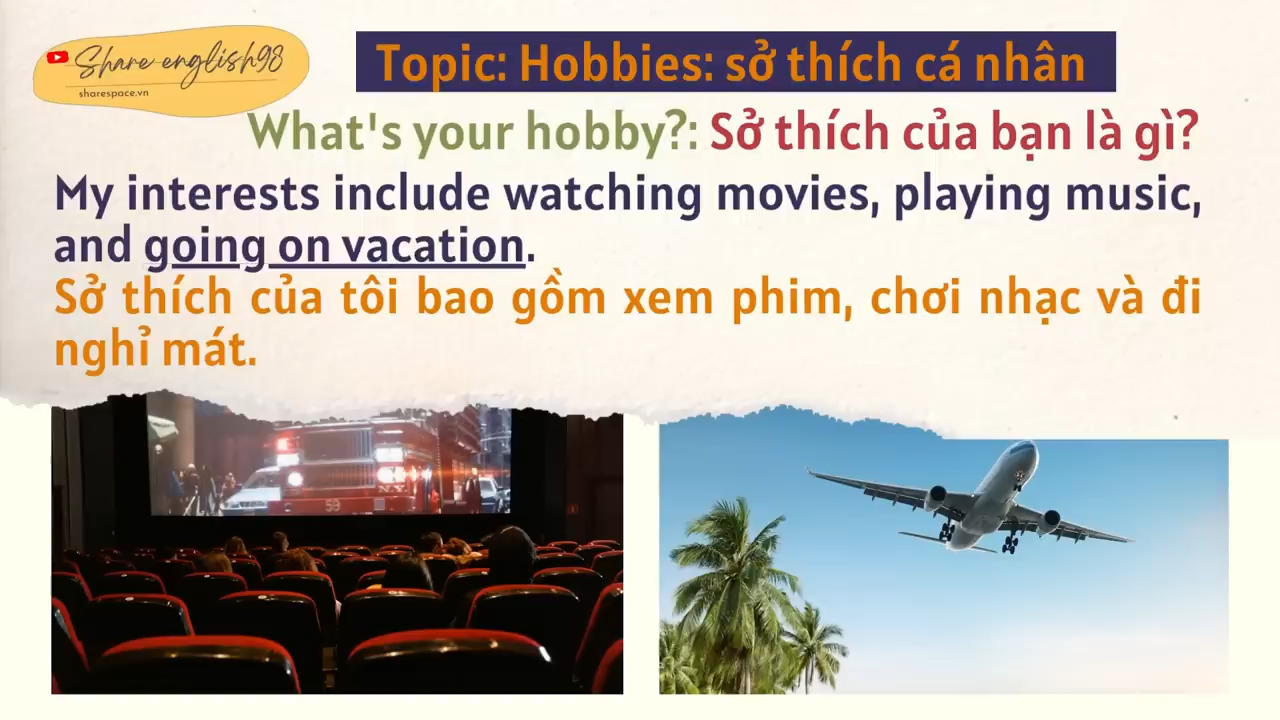 Share english98
sharespace.vn
Topic: Hobbies: sở thích cá nhân
What's your hobby?: Sở thích của bạn là gì?
My interests include watching movies, playing music,
and going on vacation.
Sở thích của tôi bao gồm xem phim, chơi nhạc và đi
nghỉ mát.
59
N.Y.